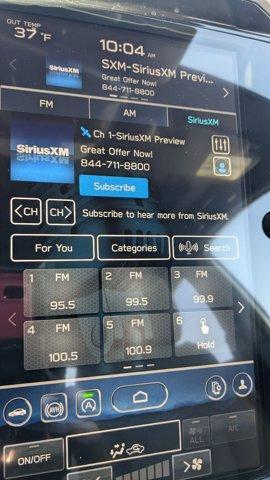 OUT TEMP
37 °F
10:04 AM
SiriusXM
SXM-SiriusXM Previ...
Great Offer Now!
844-711-8800
FM
AM
SiriusXM
SiriusXM
Ch 1-SiriusXM Preview
Great Offer Now!
844-711-8800
Subscribe
<CH
CH>
Subscribe to hear more from SiriusXM.
For You
Categories
Search
1 FM
95.5
2 FM
99.5
3 FM
99.9
4 FM
100.5
5 FM
100.9
6
Hold
AVH
A
ON/OFF
ALL
A/C